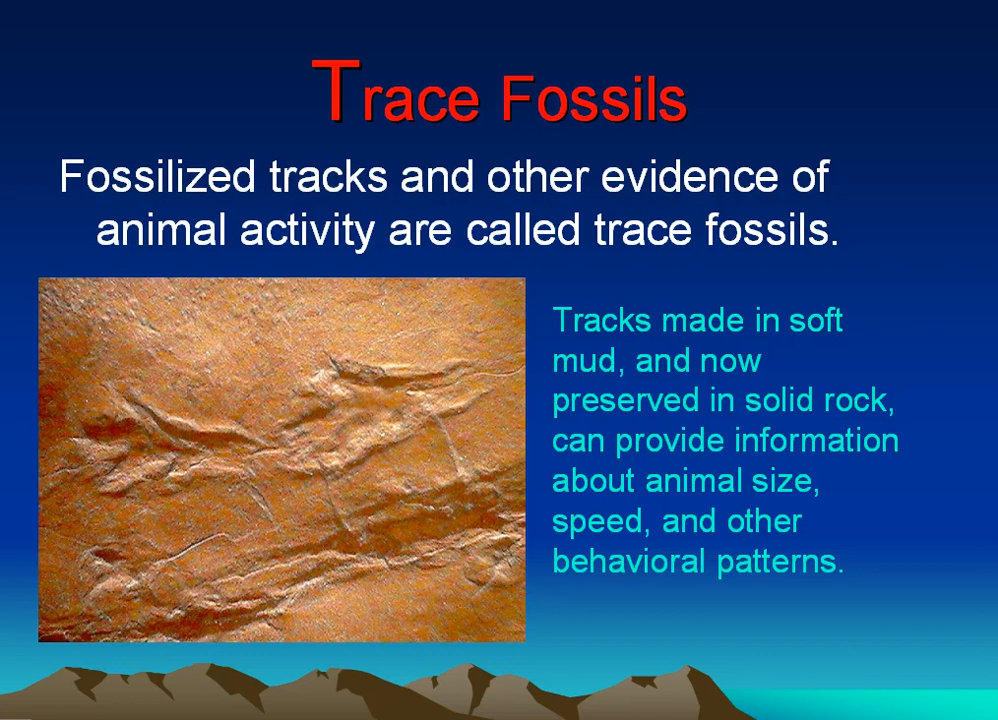 Trace Fossils
Fossilized tracks and other evidence of
animal activity are called trace fossils.
Tracks made in soft
mud, and now
preserved in solid rock,
can provide information
about animal size,
speed, and other
behavioral patterns.